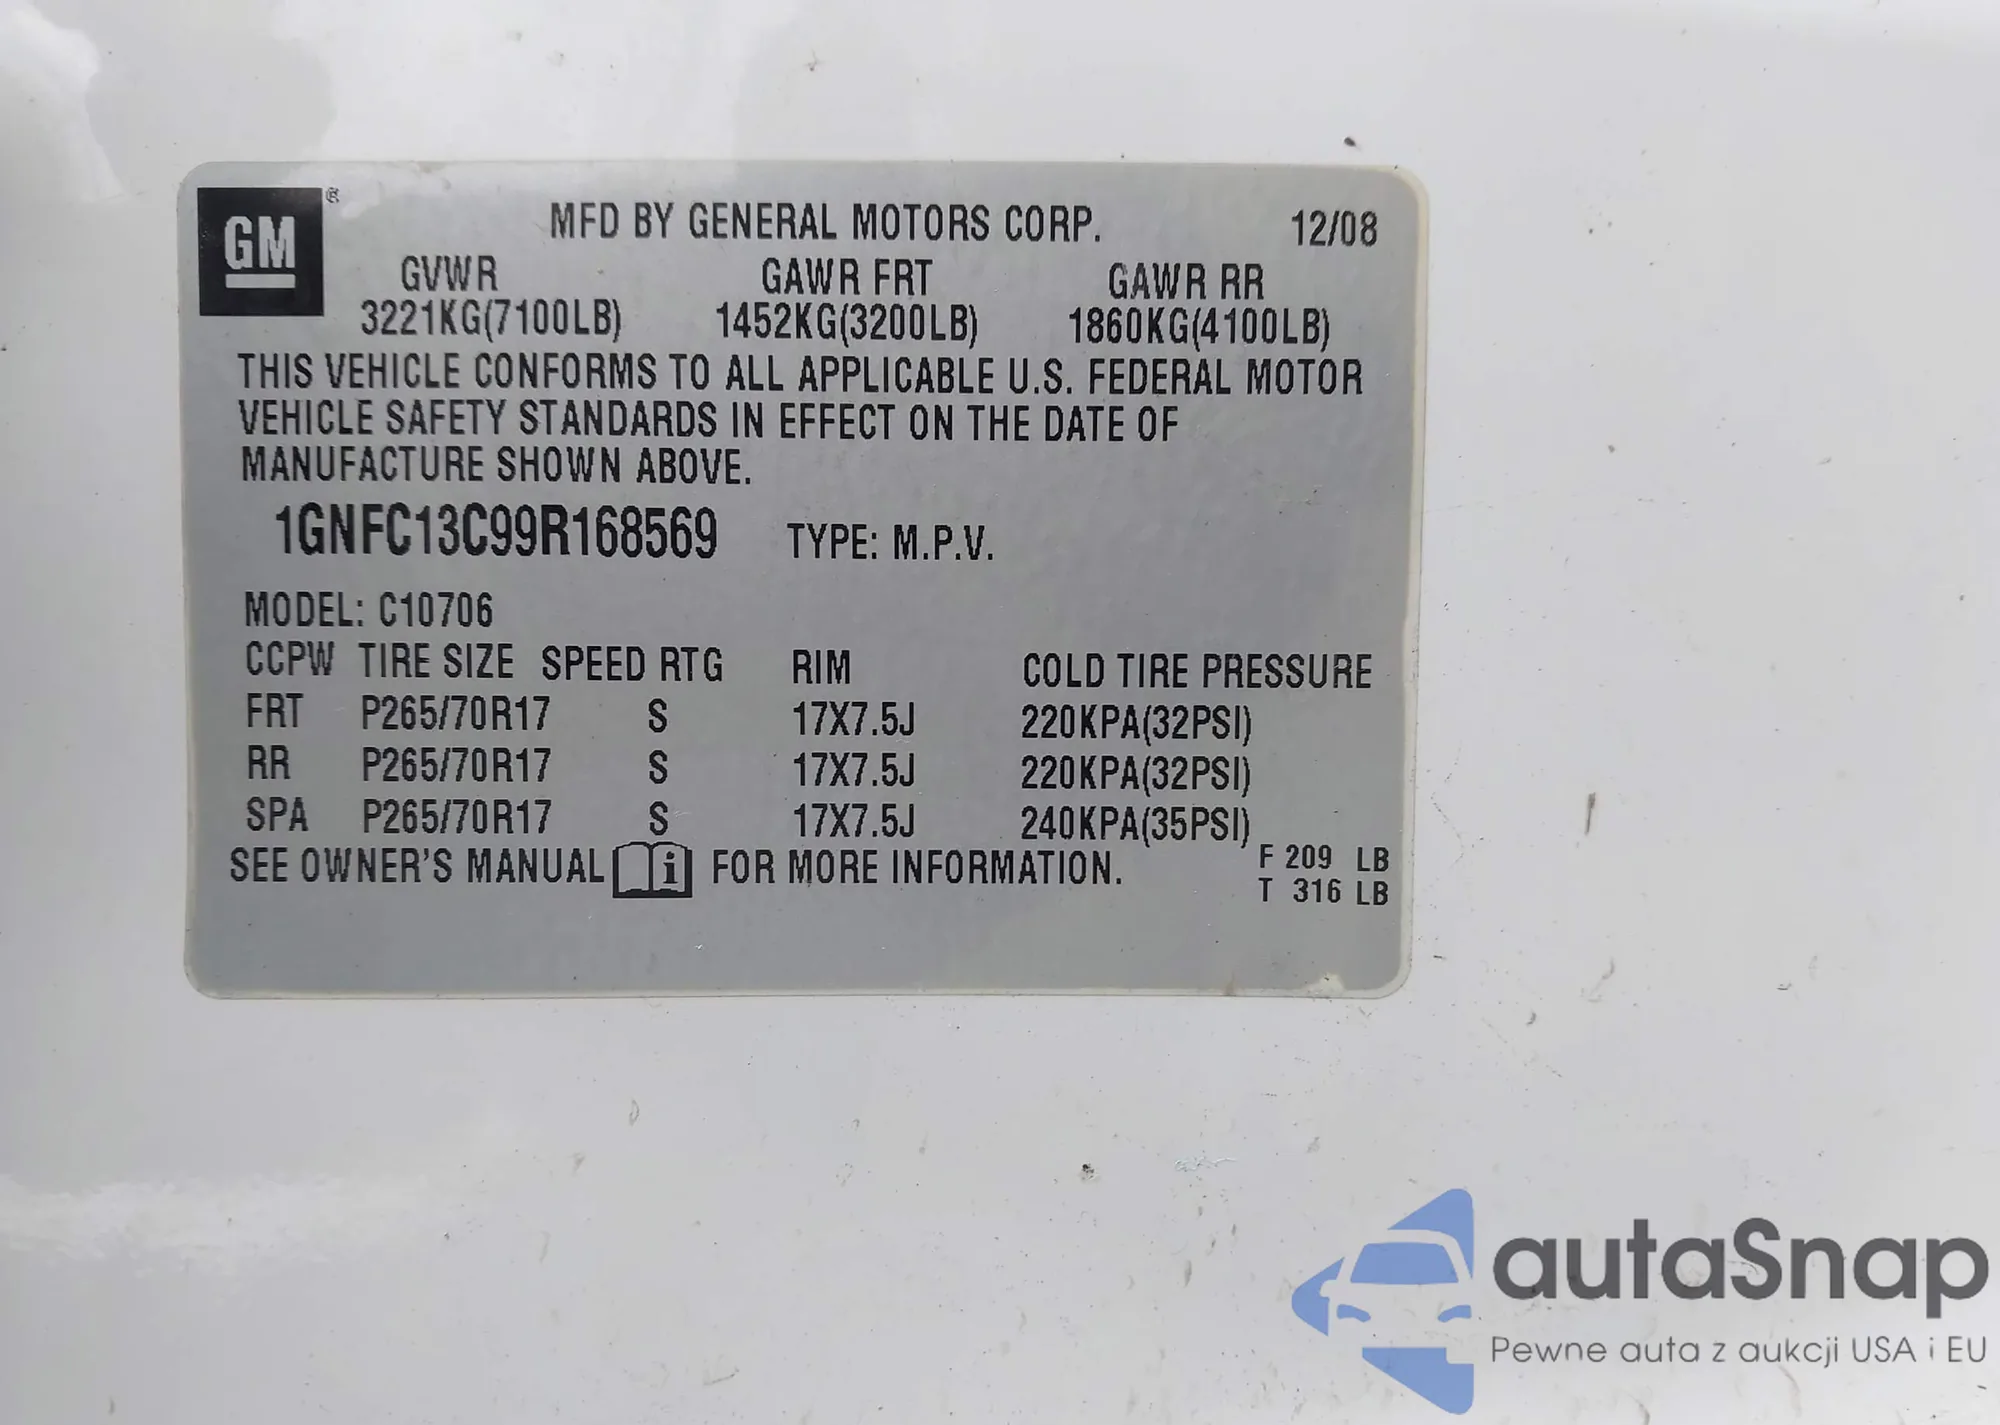 GM ®
MFD BY GENERAL MOTORS CORP. 12/08
GVWR GAWR FRT GAWR RR
3221KG(7100LB) 1452KG(3200LB) 1860KG(4100LB)
THIS VEHICLE CONFORMS TO ALL APPLICABLE U.S. FEDERAL MOTOR
VEHICLE SAFETY STANDARDS IN EFFECT ON THE DATE OF
MANUFACTURE SHOWN ABOVE.
1GNFC13C99R168569 TYPE: M.P.V.
MODEL: C10706
CCPW TIRE SIZE SPEED RTG RIM COLD TIRE PRESSURE
FRT P265/70R17 S 17X7.5J 220KPA(32PSI)
RR P265/70R17 S 17X7.5J 220KPA(32PSI)
SPA P265/70R17 S 17X7.5J 240KPA(35PSI)
SEE OWNER'S MANUAL i FOR MORE INFORMATION.
F 209 LB
T 316 LB
autaSnap
Pewne auta z aukcji USA i EU